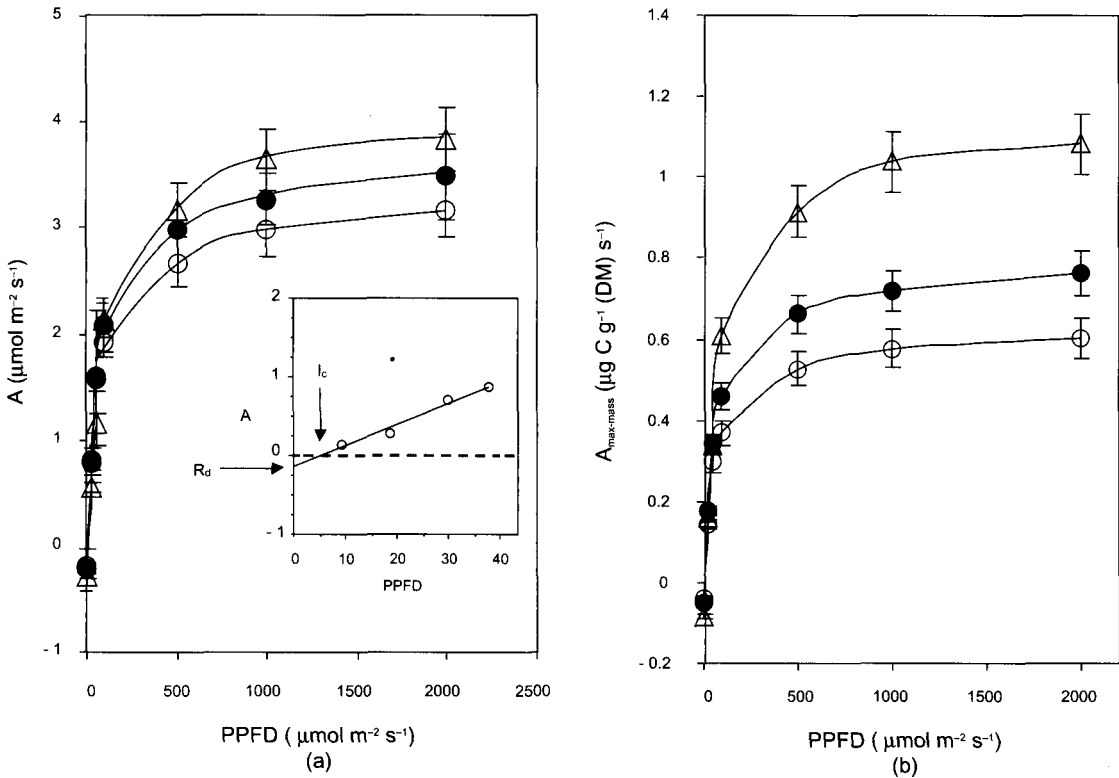 5
4
3
2
1
0
- 1
A (μmol m⁻² s⁻¹)
0 500 1000 1500 2000 2500
PPFD ( μmol m⁻² s⁻¹)
(a)
2
1
0
- 1
A
I_c
R_d
0 10 20 30 40
PPFD
1.4
1.2
1
0.8
0.6
0.4
0.2
0
- 0.2
A_max-mass (μg C g⁻¹ (DM) s⁻¹)
0 500 1000 1500 2000
PPFD ( μmol m⁻² s⁻¹)
(b)